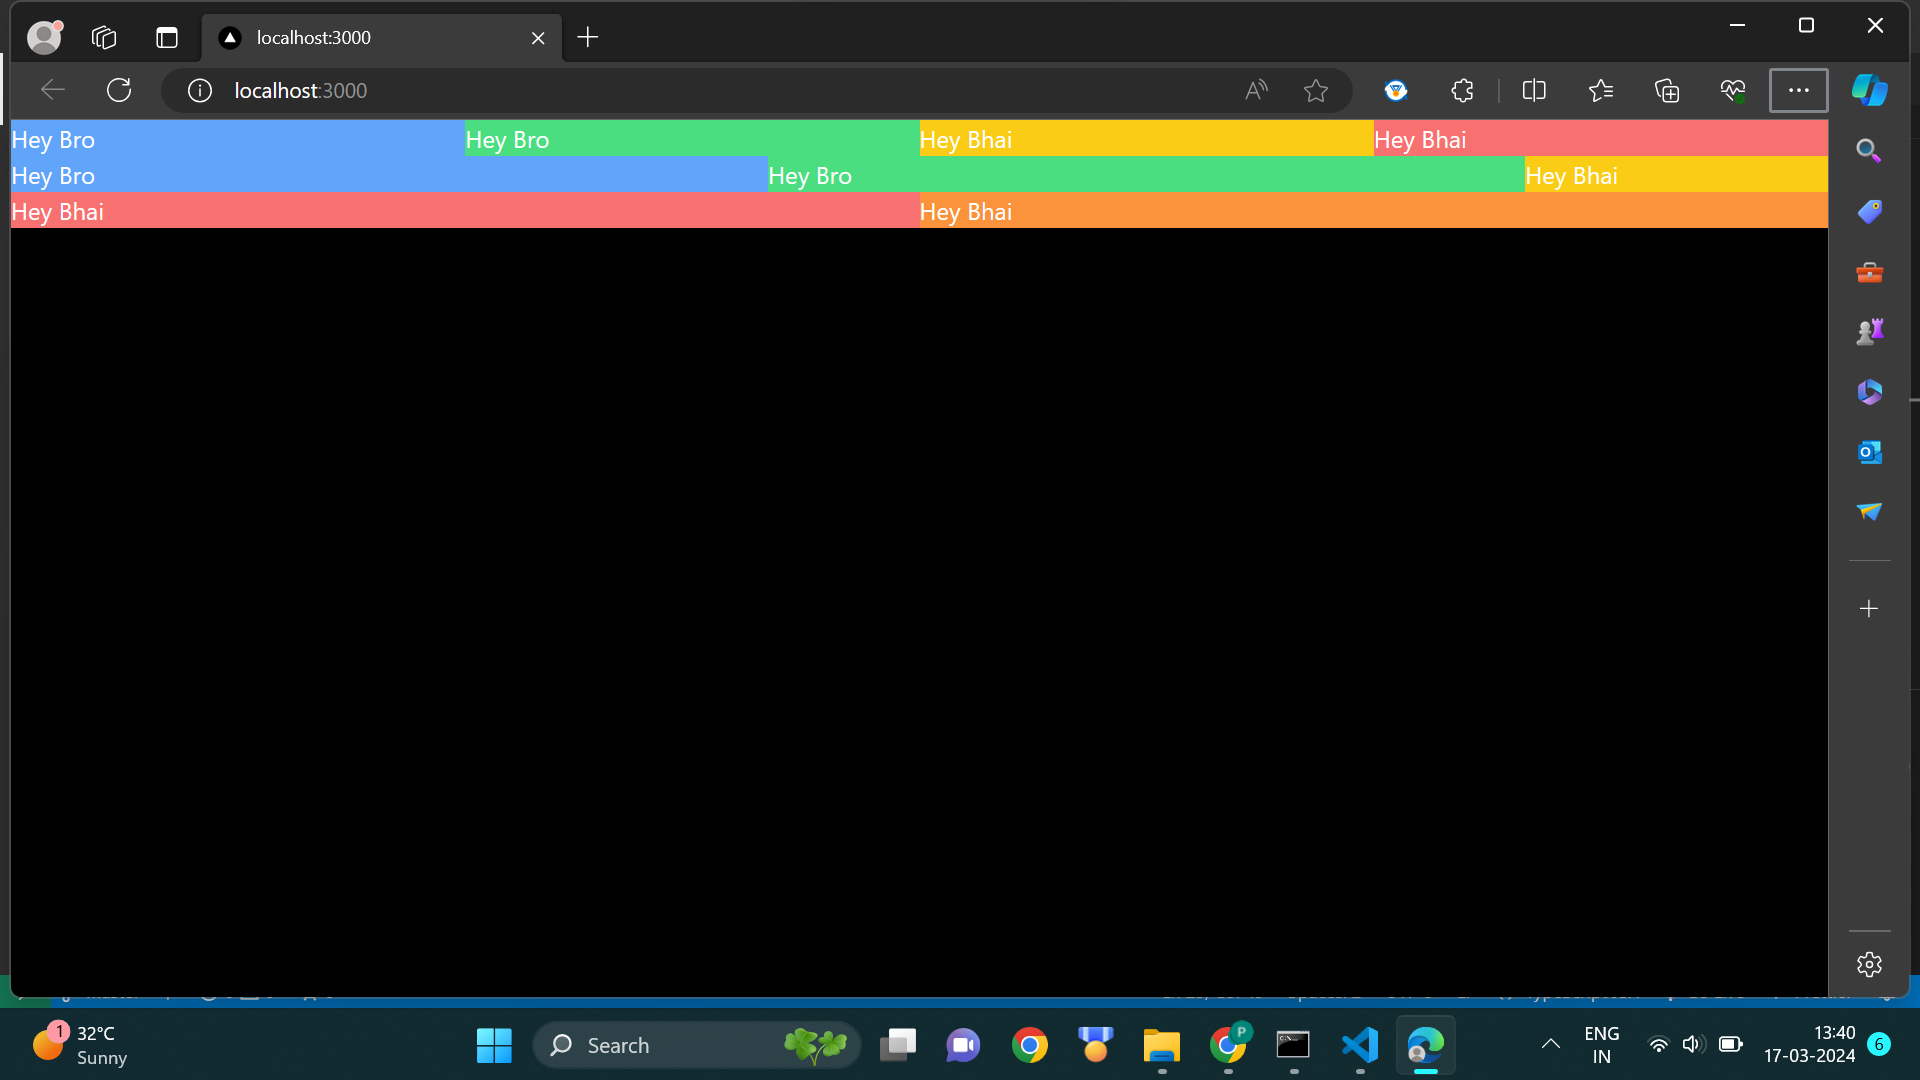 localhost:3000
localhost:3000
Hey Bro Hey Bro Hey Bhai Hey Bhai
Hey Bro Hey Bro Hey Bhai
Hey Bhai Hey Bhai
1 32°C
Sunny
Search
P
ENG
IN
13:40
17-03-2024
6